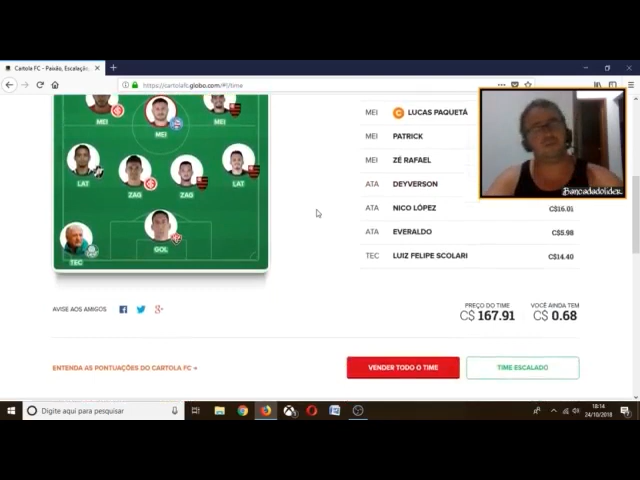 Cartola FC - Paixão, Escalação,
https://cartolafc.globo.com/#!/time
MEI
MEI
MEI
LAT
ZAG
ZAG
LAT
GOL
TEC
MEI C LUCAS PAQUETÁ
MEI PATRICK
MEI ZÉ RAFAEL
ATA DEYVERSON
ATA NICO LÓPEZ C$16.01
ATA EVERALDO C$5.98
TEC LUIZ FELIPE SCOLARI C$14.40
Bancadadolider
AVISE AOS AMIGOS
PREÇO DO TIME
C$ 167.91
VOCÊ AINDA TEM
C$ 0.68
ENTENDA AS PONTUAÇÕES DO CARTOLA FC
VENDER TODO O TIME
TIME ESCALADO
Digite aqui para pesquisar
18:14
24/10/2018